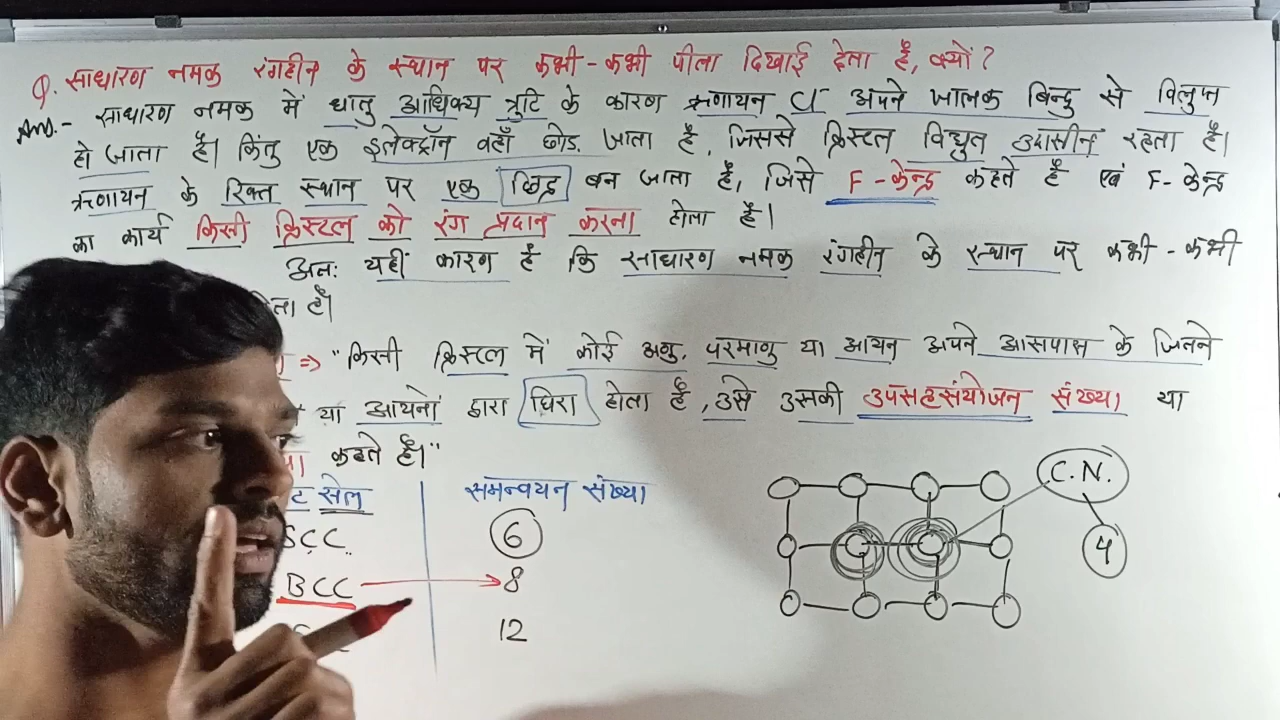 Q. साधारण नमक रंगहीन के स्थान पर कभी-कभी पीला दिखाई देता है, क्यों?
Ans.- साधारण नमक में धातु आधिक्य त्रुटि के कारण ऋणायन Cl⁻ अपने जालक बिन्दु से विलुप्त
हो जाता है। किंतु एक इलेक्ट्रॉन वहाँ छोड़ जाता है, जिससे क्रिस्टल विद्युत उदासीन रहता है।
ऋणायन के रिक्त स्थान पर एक छिद्र बन जाता है, जिसे F-केन्द्र कहते है एवं F-केन्द्र
का कार्य किसी क्रिस्टल को रंग प्रदान करना होता है।
अतः यहीं कारण है कि साधारण नमक रंगहीन के स्थान पर कभी-कभी
है।
⇒ "किसी क्रिस्टल में कोई अणु, परमाणु या आयन अपने आसपास के जितने
या आयनों द्वारा घिरा होता है, उसे उसकी उपसहसंयोजन संख्या या
कहते हैं।"
सेल समन्वयन संख्या
SCC 6
BCC 8
12
C.N.
4